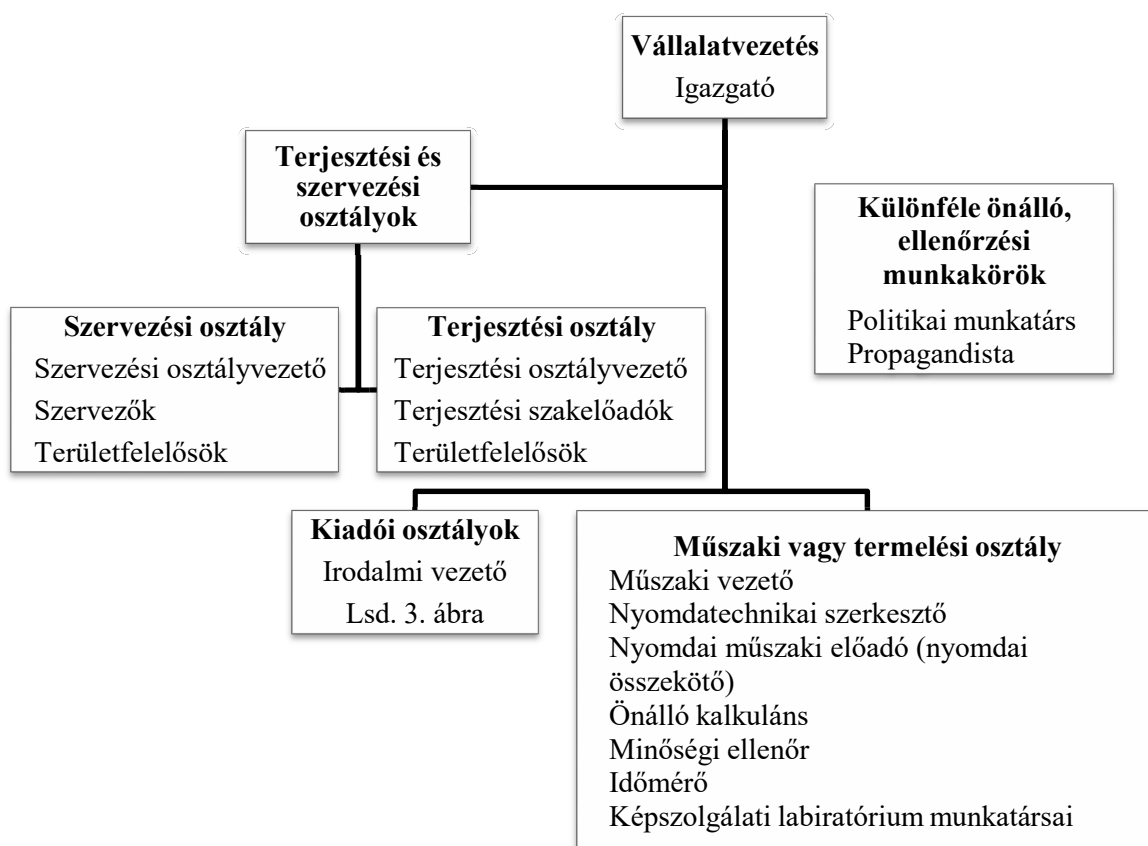 Vállalatvezetés
Igazgató
Terjesztési és
szervezési
osztályok
Különféle önálló,
ellenőrzési
munkakörök
Politikai munkatárs
Propagandista
Szervezési osztály
Szervezési osztályvezető
Szervezők
Területfelelősök
Terjesztési osztály
Terjesztési osztályvezető
Terjesztési szakelőadók
Területfelelősök
Kiadói osztályok
Irodalmi vezető
Lsd. 3. ábra
Műszaki vagy termelési osztály
Műszaki vezető
Nyomdatechnikai szerkesztő
Nyomdai műszaki előadó (nyomdai
összekötő)
Önálló kalkuláns
Minőségi ellenőr
Időmérő
Képszolgálati labiratórium munkatársai